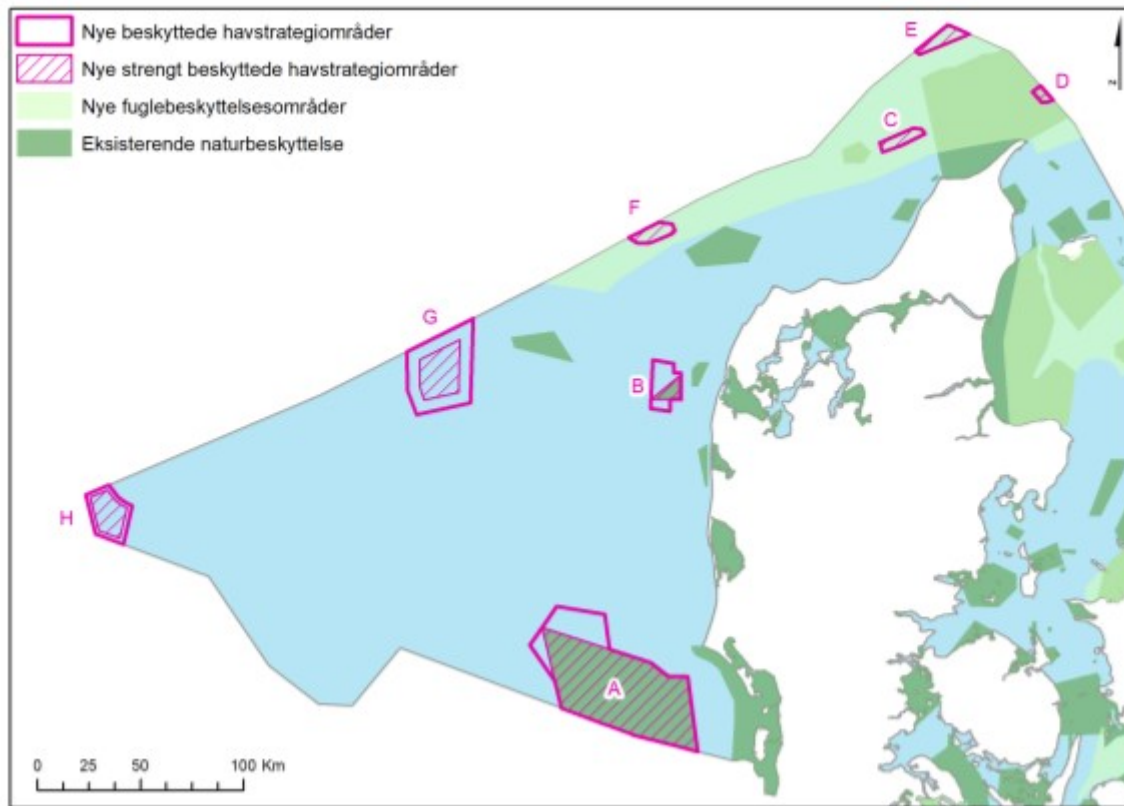 Nye beskyttede havstrategiområder
Nye strengt beskyttede havstrategiområder
Nye fuglebeskyttelsesområder
Eksisterende naturbeskyttelse
E
D
C
F
G
B
H
A
0 25 50 100 Km
N